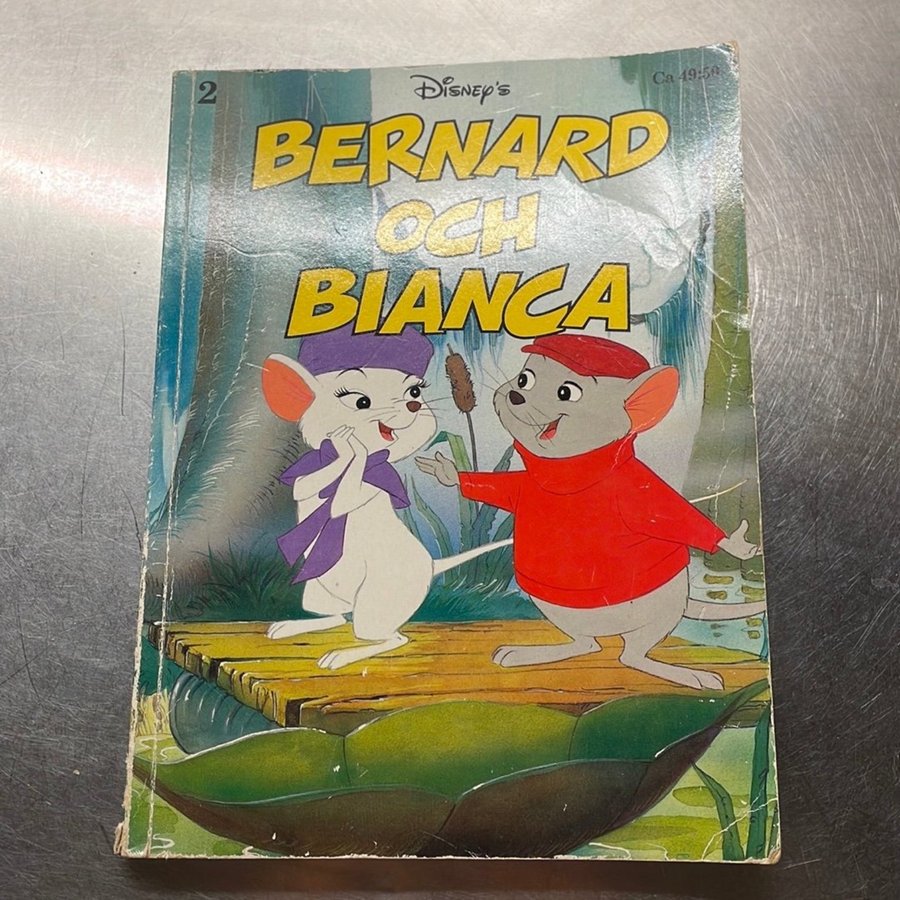 2
Disney's
Ca 49:50
BERNARD
OCH
BIANCA